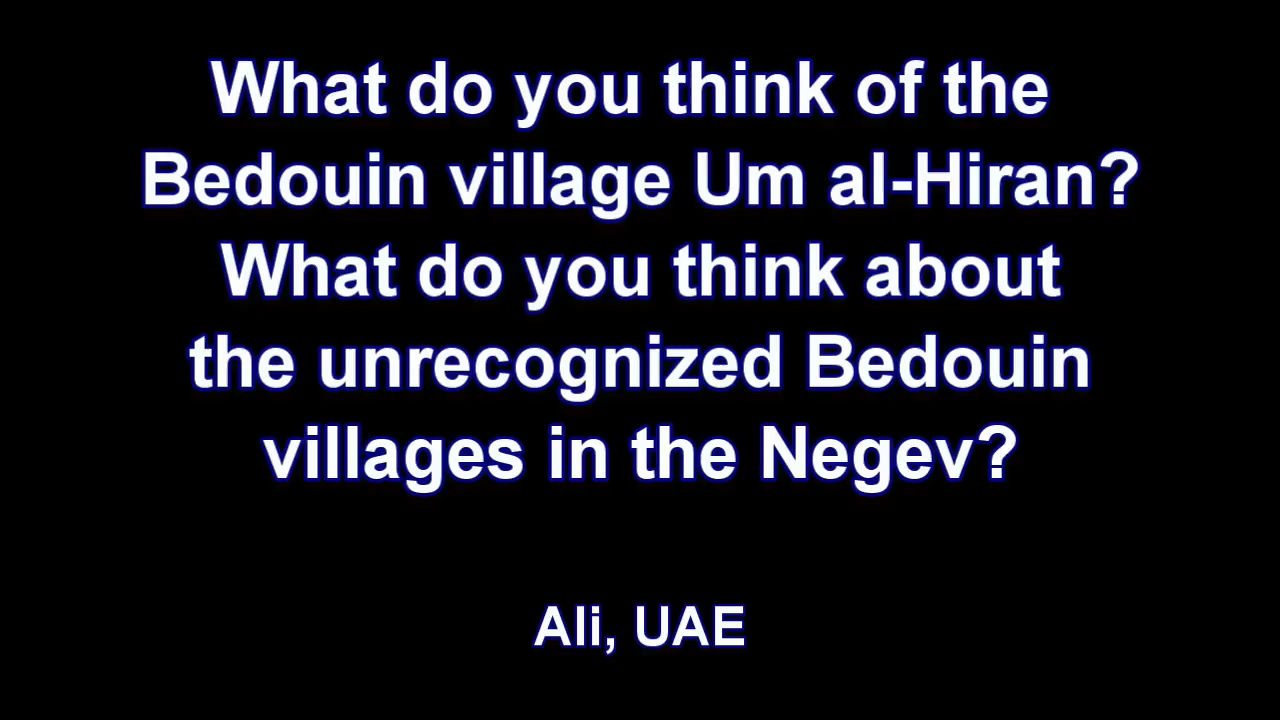 What do you think of the
Bedouin village Um al-Hiran?
What do you think about
the unrecognized Bedouin
villages in the Negev?
Ali, UAE